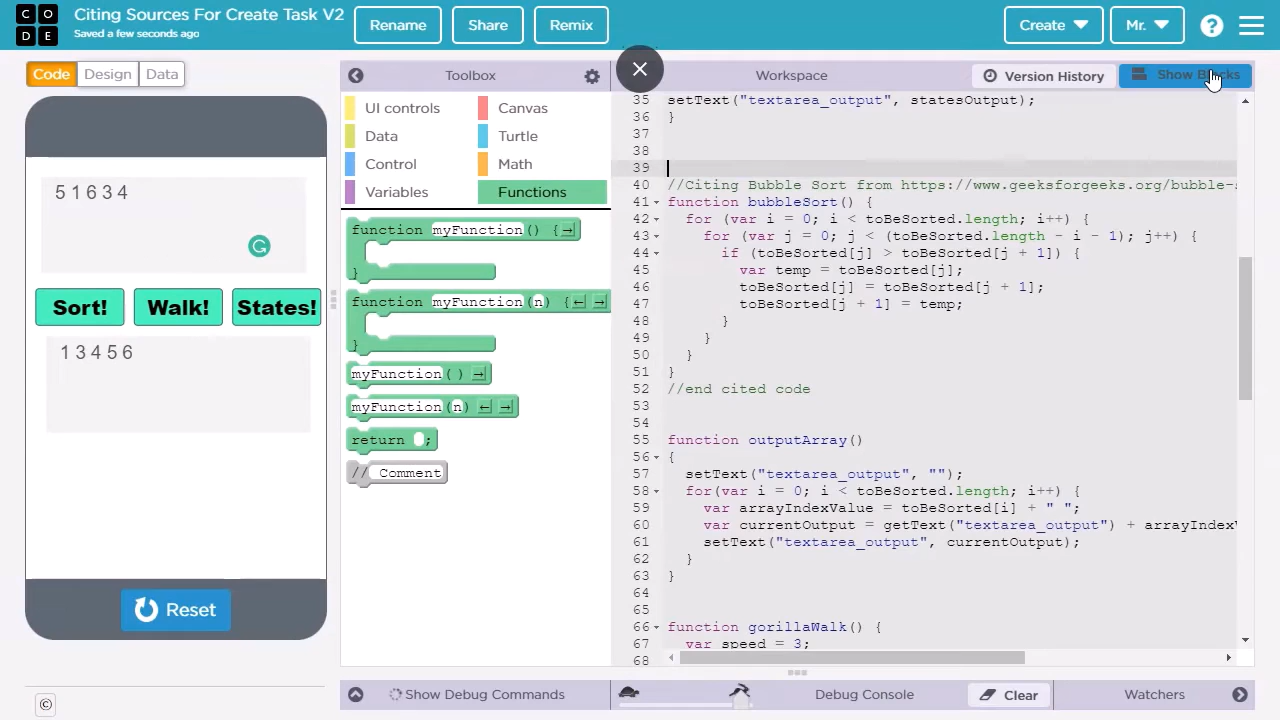 CODE
Citing Sources For Create Task V2
Saved a few seconds ago
Rename
Share
Remix
Create
Mr.
?
Code
Design
Data
Toolbox
Workspace
Version History
Show Blocks
5 1 6 3 4
Sort!
Walk!
States!
1 3 4 5 6
Reset
©
UI controls
Canvas
Data
Turtle
Control
Math
Variables
Functions
function myFunction() {
}
function myFunction(n) {
}
myFunction( )
myFunction(n)
return ;
// Comment
35 setText("textarea_output", statesOutput);
36 }
37
38
39
40 //Citing Bubble Sort from https://www.geeksforgeeks.org/bubble-
41 function bubbleSort() {
42 for (var i = 0; i < toBeSorted.length; i++) {
43 for (var j = 0; j < (toBeSorted.length - i - 1); j++) {
44 if (toBeSorted[j] > toBeSorted[j + 1]) {
45 var temp = toBeSorted[j];
46 toBeSorted[j] = toBeSorted[j + 1];
47 toBeSorted[j + 1] = temp;
48 }
49 }
50 }
51 }
52 //end cited code
53
54
55 function outputArray()
56 {
57 setText("textarea_output", "");
58 for(var i = 0; i < toBeSorted.length; i++) {
59 var arrayIndexValue = toBeSorted[i] + " ";
60 var currentOutput = getText("textarea_output") + arrayIndexV
61 setText("textarea_output", currentOutput);
62 }
63 }
64
65
66 function gorillaWalk() {
67 var speed = 3;
68
Show Debug Commands
Debug Console
Clear
Watchers